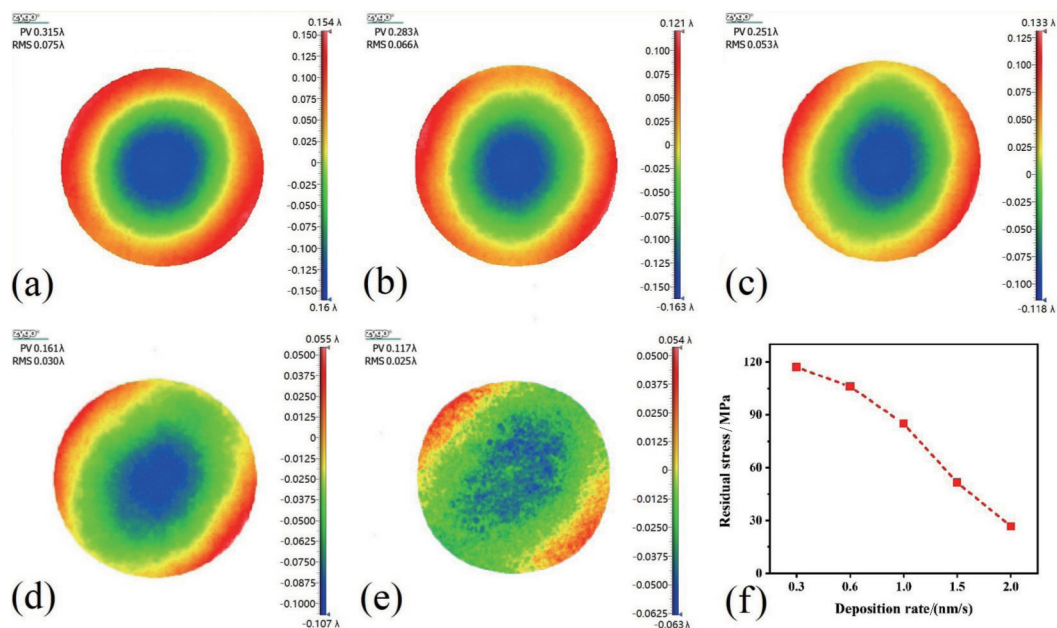 zygo
PV 0.315λ
RMS 0.075λ
0.154 λ
0.150
0.125
0.100
0.075
0.050
0.025
0
-0.025
-0.050
-0.075
-0.100
-0.125
0.150
0.16 λ
(a)
zygo
PV 0.283λ
RMS 0.066λ
0.121 λ
0.100
0.075
0.050
0.025
0
-0.025
-0.050
-0.075
-0.100
-0.125
0.150
-0.163 λ
(b)
zygo
PV 0.251λ
RMS 0.053λ
0.133 λ
0.100
0.075
0.050
0.025
0
-0.025
-0.050
-0.075
-0.100
-0.118 λ
(c)
zygo
PV 0.161λ
RMS 0.030λ
0.055 λ
0.0500
0.0375
0.0250
0.0125
0
-0.0125
-0.0250
-0.0375
-0.0500
0.0625
-0.0750
-0.0875
-0.1000
-0.107 λ
(d)
zygo
PV 0.117λ
RMS 0.025λ
0.054 λ
0.0500
0.0375
0.0250
0.0125
0
-0.0125
-0.0250
-0.0375
-0.0500
-0.0625
-0.063 λ
(e)
120
90
60
30
0
Residual stress/MPa
0.3 0.6 1.0 1.5 2.0
Deposition rate/(nm/s)
(f)